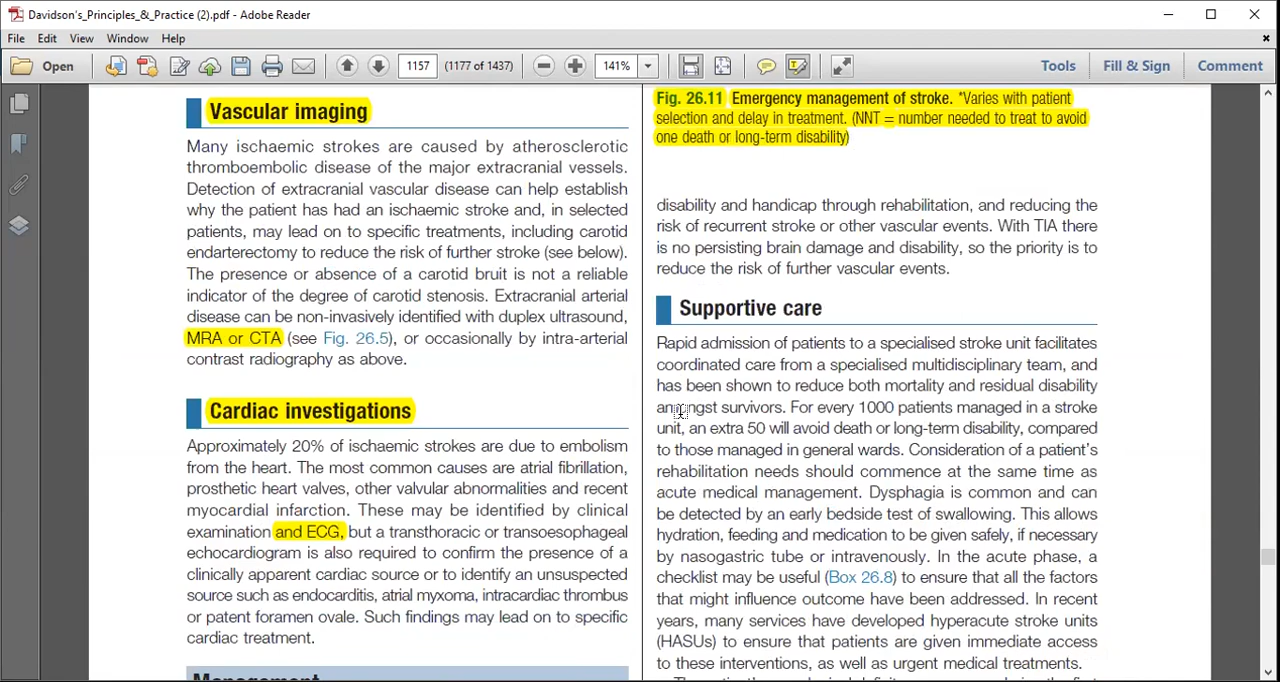 Davidson's_Principles_&_Practice (2).pdf - Adobe Reader
File Edit View Window Help
Open 1157 (1177 of 1437) 141% Tools Fill & Sign Comment
Vascular imaging
Many ischaemic strokes are caused by atherosclerotic
thromboembolic disease of the major extracranial vessels.
Detection of extracranial vascular disease can help establish
why the patient has had an ischaemic stroke and, in selected
patients, may lead on to specific treatments, including carotid
endarterectomy to reduce the risk of further stroke (see below).
The presence or absence of a carotid bruit is not a reliable
indicator of the degree of carotid stenosis. Extracranial arterial
disease can be non-invasively identified with duplex ultrasound,
MRA or CTA (see Fig. 26.5), or occasionally by intra-arterial
contrast radiography as above.
Cardiac investigations
Approximately 20% of ischaemic strokes are due to embolism
from the heart. The most common causes are atrial fibrillation,
prosthetic heart valves, other valvular abnormalities and recent
myocardial infarction. These may be identified by clinical
examination and ECG, but a transthoracic or transoesophageal
echocardiogram is also required to confirm the presence of a
clinically apparent cardiac source or to identify an unsuspected
source such as endocarditis, atrial myxoma, intracardiac thrombus
or patent foramen ovale. Such findings may lead on to specific
cardiac treatment.
Management
Fig. 26.11 Emergency management of stroke. *Varies with patient
selection and delay in treatment. (NNT = number needed to treat to avoid
one death or long-term disability)
disability and handicap through rehabilitation, and reducing the
risk of recurrent stroke or other vascular events. With TIA there
is no persisting brain damage and disability, so the priority is to
reduce the risk of further vascular events.
Supportive care
Rapid admission of patients to a specialised stroke unit facilitates
coordinated care from a specialised multidisciplinary team, and
has been shown to reduce both mortality and residual disability
amongst survivors. For every 1000 patients managed in a stroke
unit, an extra 50 will avoid death or long-term disability, compared
to those managed in general wards. Consideration of a patient's
rehabilitation needs should commence at the same time as
acute medical management. Dysphagia is common and can
be detected by an early bedside test of swallowing. This allows
hydration, feeding and medication to be given safely, if necessary
by nasogastric tube or intravenously. In the acute phase, a
checklist may be useful (Box 26.8) to ensure that all the factors
that might influence outcome have been addressed. In recent
years, many services have developed hyperacute stroke units
(HASUs) to ensure that patients are given immediate access
to these interventions, as well as urgent medical treatments.